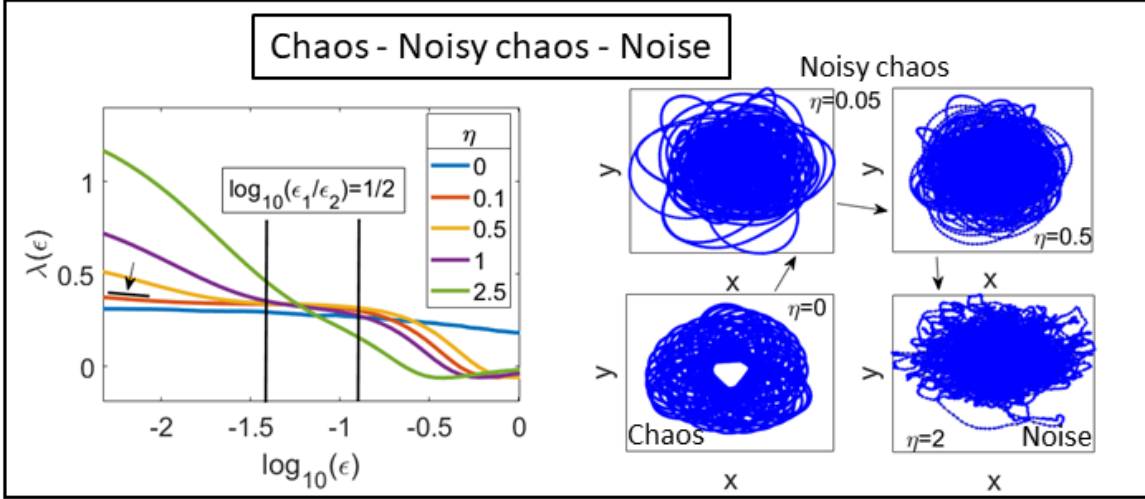 Chaos - Noisy chaos - Noise
λ(ϵ)
1
0.5
0
-2
-1.5
-1
-0.5
0
log₁₀(ϵ)
log₁₀(ϵ₁/ϵ₂)=1/2
η
0
0.1
0.5
1
2.5
Noisy chaos
η=0.05
y
x
η=0.5
y
x
η=0
Chaos
y
x
η=2
Noise
y
x